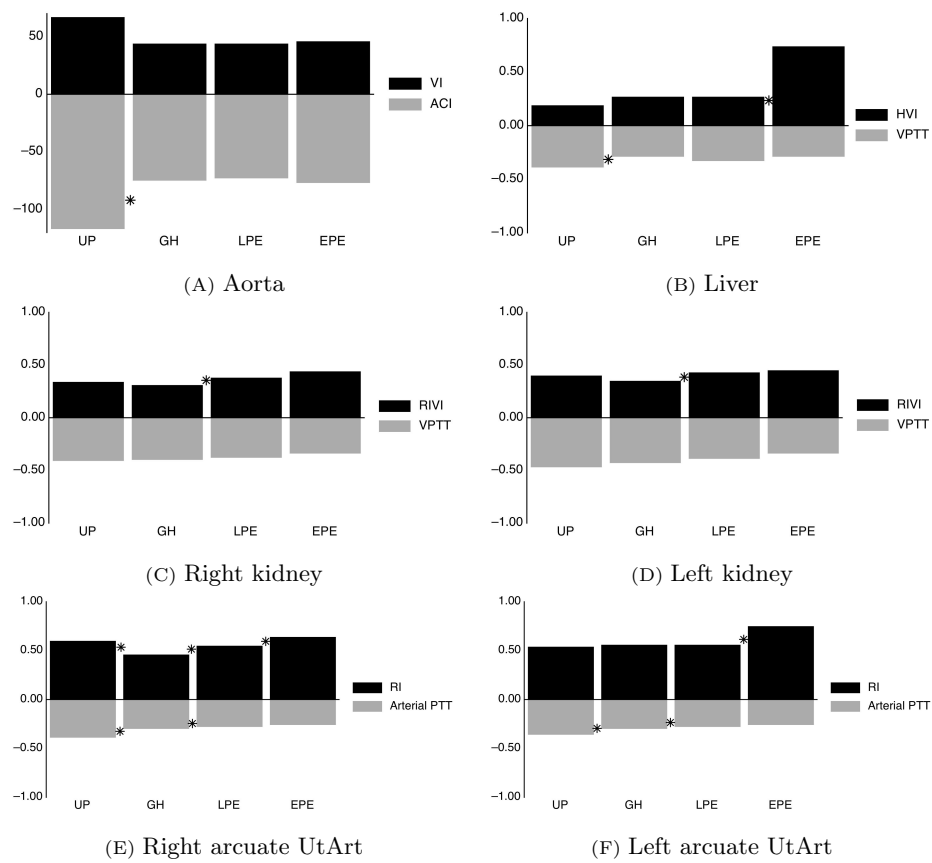 50
0
−50
−100
UP GH LPE EPE
VI
ACI
(A) Aorta
1.00
0.50
0.00
−0.50
−1.00
UP GH LPE EPE
HVI
VPTT
(B) Liver
1.00
0.50
0.00
−0.50
−1.00
UP GH LPE EPE
RIVI
VPTT
(C) Right kidney
1.00
0.50
0.00
−0.50
−1.00
UP GH LPE EPE
RIVI
VPTT
(D) Left kidney
1.00
0.50
0.00
−0.50
−1.00
UP GH LPE EPE
RI
Arterial PTT
(E) Right arcuate UtArt
1.00
0.50
0.00
−0.50
−1.00
UP GH LPE EPE
RI
Arterial PTT
(F) Left arcuate UtArt